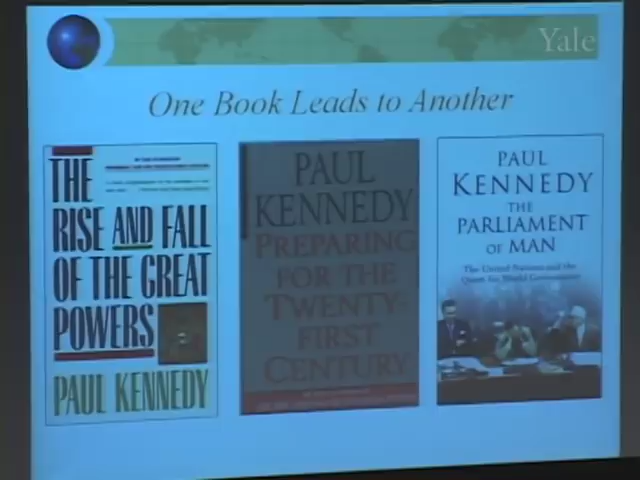 Yale
One Book Leads to Another
THE
RISE AND FALL
OF THE GREAT
POWERS
PAUL KENNEDY
PAUL
KENNEDY
PREPARING
FOR THE
TWENTY
FIRST
CENTURY
PAUL
KENNEDY
THE
PARLIAMENT
OF MAN
The United Nations and the
Quest for World Government